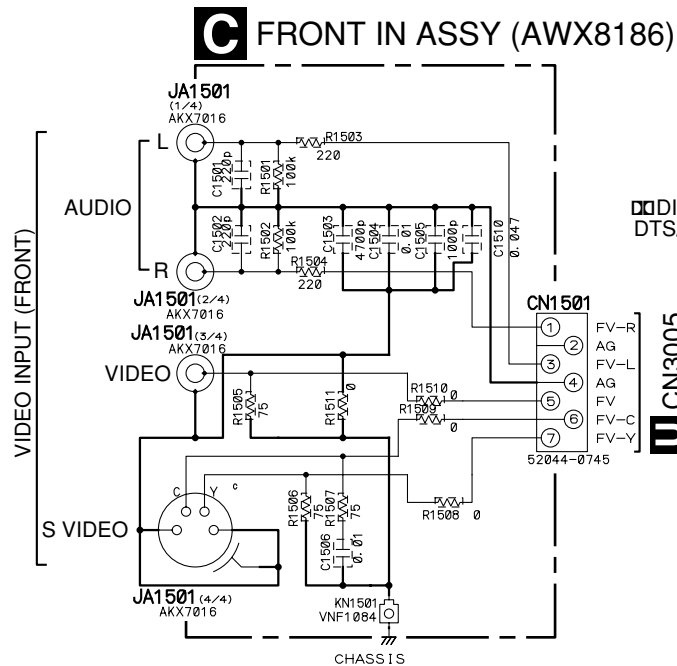 C FRONT IN ASSY (AWX8186)
JA1501
(1/4)
AKX7016
L
R1503
220
C1501
220p
R1501
100k
AUDIO
C1502
220p
R1502
100k
C1503
4700p
C1504
0.01
C1505
1000p
C1510
0.047
DI
DTS
R
R1504
220
JA1501 (2/4)
AKX7016
CN1501
JA1501 (3/4)
AKX7016
1 FV-R
2 AG
3 FV-L
4 AG
5 FV
6 FV-C
7 FV-Y
52044-0745
CN3005
VIDEO INPUT (FRONT)
VIDEO
R1505
75
R1511
0
R1510
0
R1509
0
C Y c
S VIDEO
R1506
75
R1507
75
R1508 0
C1506
0.01
JA1501 (4/4)
AKX7016
KN1501
VNF1084
CHASSIS